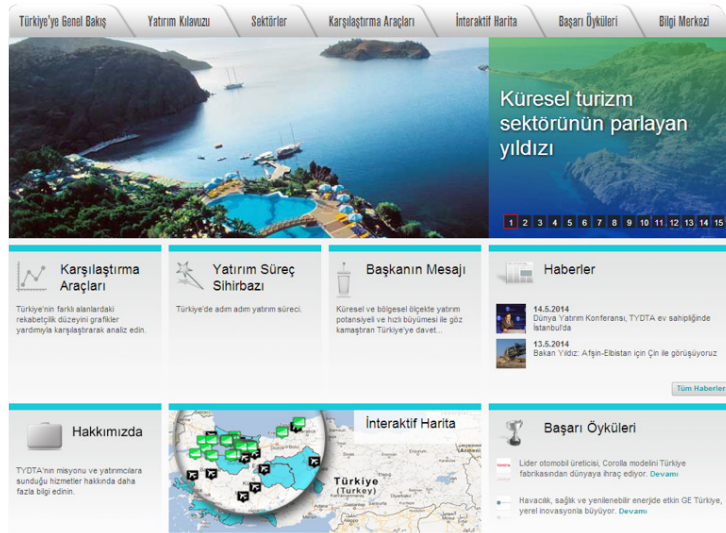 Türkiye'ye Genel Bakış
Yatırım Kılavuzu
Sektörler
Karşılaştırma Araçları
İnteraktif Harita
Başarı Öyküleri
Bilgi Merkezi
Küresel turizm
sektörünün parlayan
yıldızı
1 2 3 4 5 6 7 8 9 10 11 12 13 14 15
Karşılaştırma
Araçları
Türkiye'nin farklı alanlardaki
rekabetçilik düzeyini grafikler
yardımıyla karşılaştırarak analiz edin.
Yatırım Süreç
Sihirbazı
Türkiye'de adım adım yatırım süreci.
Başkanın Mesajı
Küresel ve bölgesel ölçekte yatırım
potansiyeli ve hızlı büyümesi ile göz
kamaştıran Türkiye'ye davet...
Haberler
14.5.2014
Dünya Yatırım Konferansı, TYDTA ev sahipliğinde
İstanbul'da
13.5.2014
Bakan Yıldız: Afşin-Elbistan için Çin ile görüşüyoruz
Tüm Haberler
Hakkımızda
TYDTA'nın misyonu ve yatırımcılara
sunduğu hizmetler hakkında daha
fazla bilgi edinin.
İnteraktif Harita
Türkiye
(Turkey)
Başarı Öyküleri
Lider otomobil üreticisi, Corolla modelini Türkiye
fabrikasından dünyaya ihraç ediyor. Devamı
Havacılık, sağlık ve yenilenebilir enerjide etkin GE Türkiye,
yerel inovasyonla büyüyor. Devamı